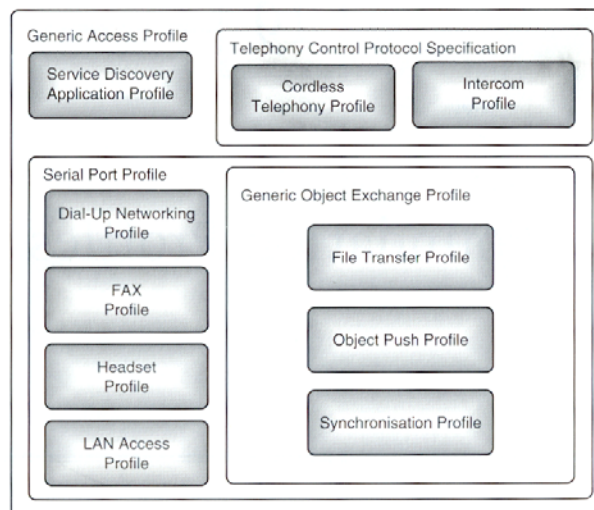 Generic Access Profile
Service Discovery
Application Profile
Telephony Control Protocol Specification
Cordless
Telephony Profile
Intercom
Profile
Serial Port Profile
Dial-Up Networking
Profile
FAX
Profile
Headset
Profile
LAN Access
Profile
Generic Object Exchange Profile
File Transfer Profile
Object Push Profile
Synchronisation Profile